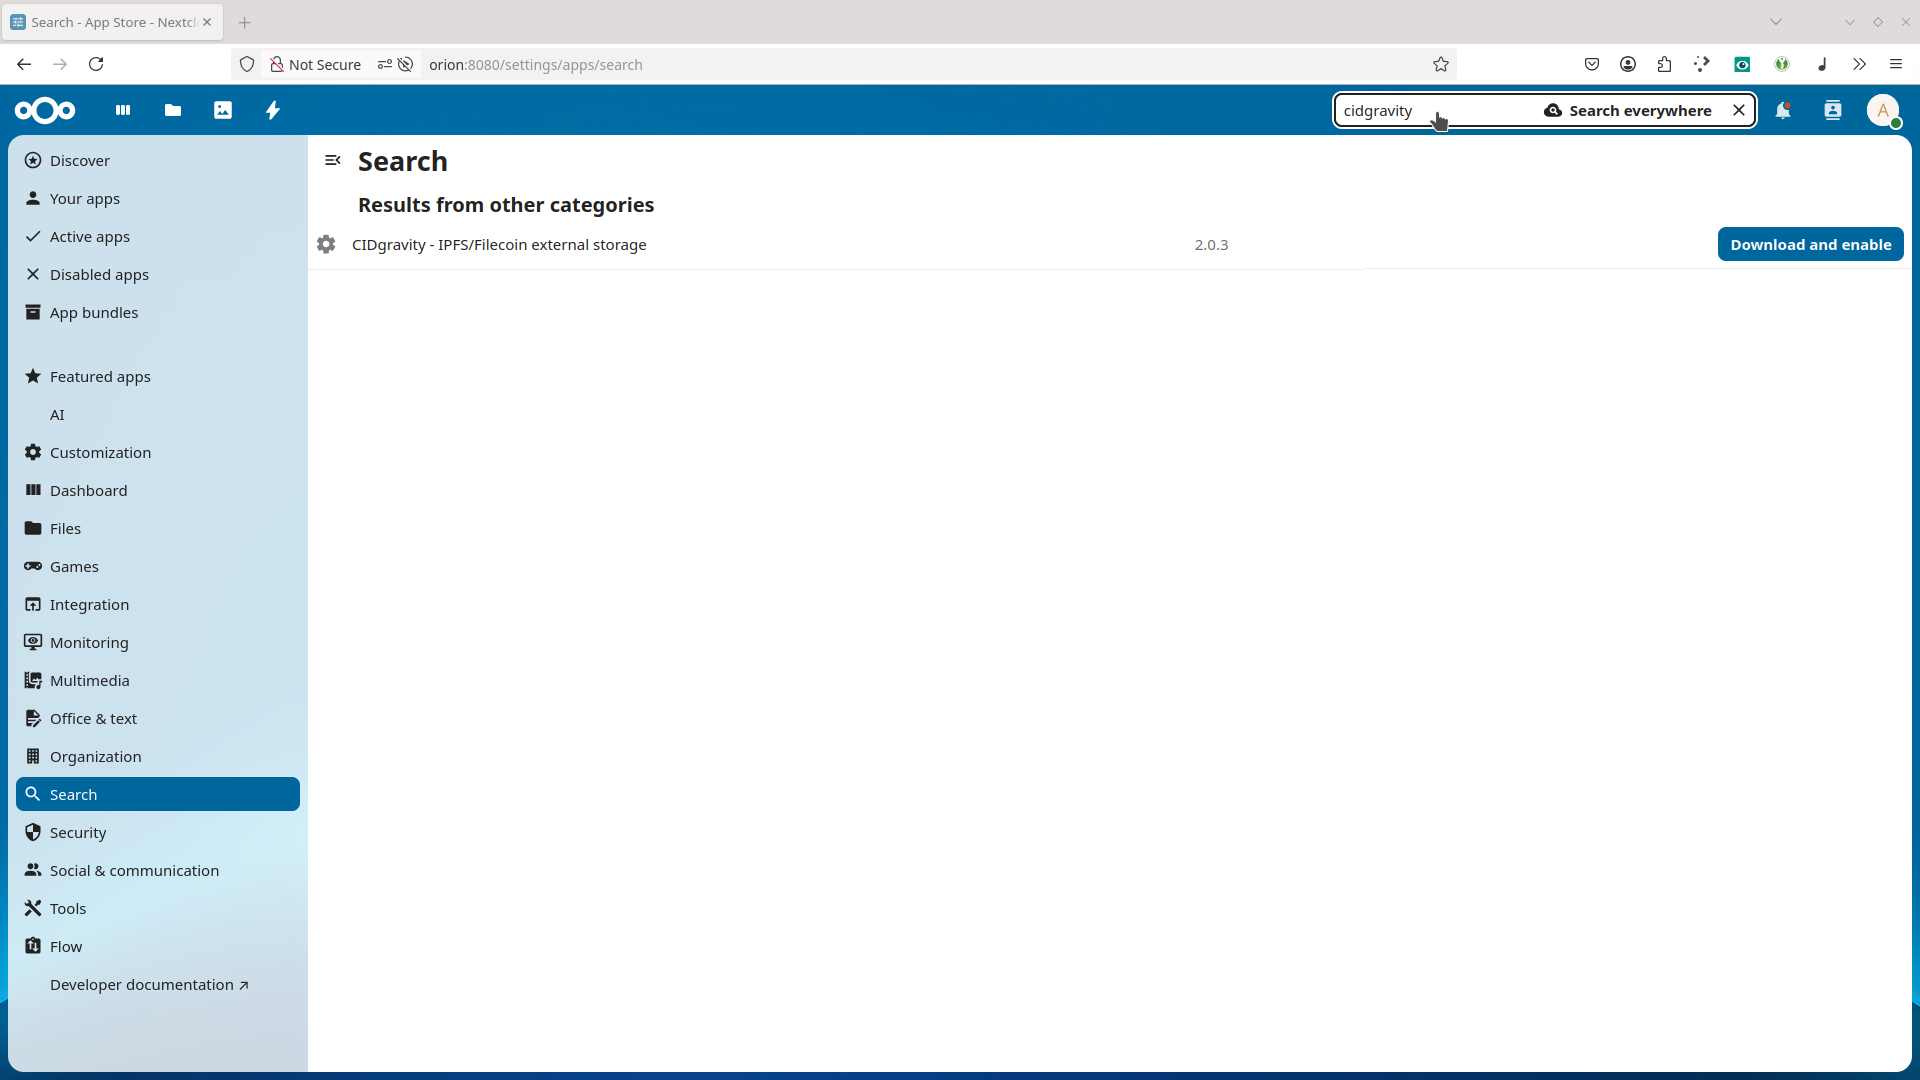 Search - App Store - Nextcl
Not Secure
orion:8080/settings/apps/search
cidgravity
Search everywhere
A
Discover
Your apps
Active apps
Disabled apps
App bundles
Featured apps
AI
Customization
Dashboard
Files
Games
Integration
Monitoring
Multimedia
Office & text
Organization
Search
Security
Social & communication
Tools
Flow
Developer documentation ↗
Search
Results from other categories
CIDgravity - IPFS/Filecoin external storage
2.0.3
Download and enable